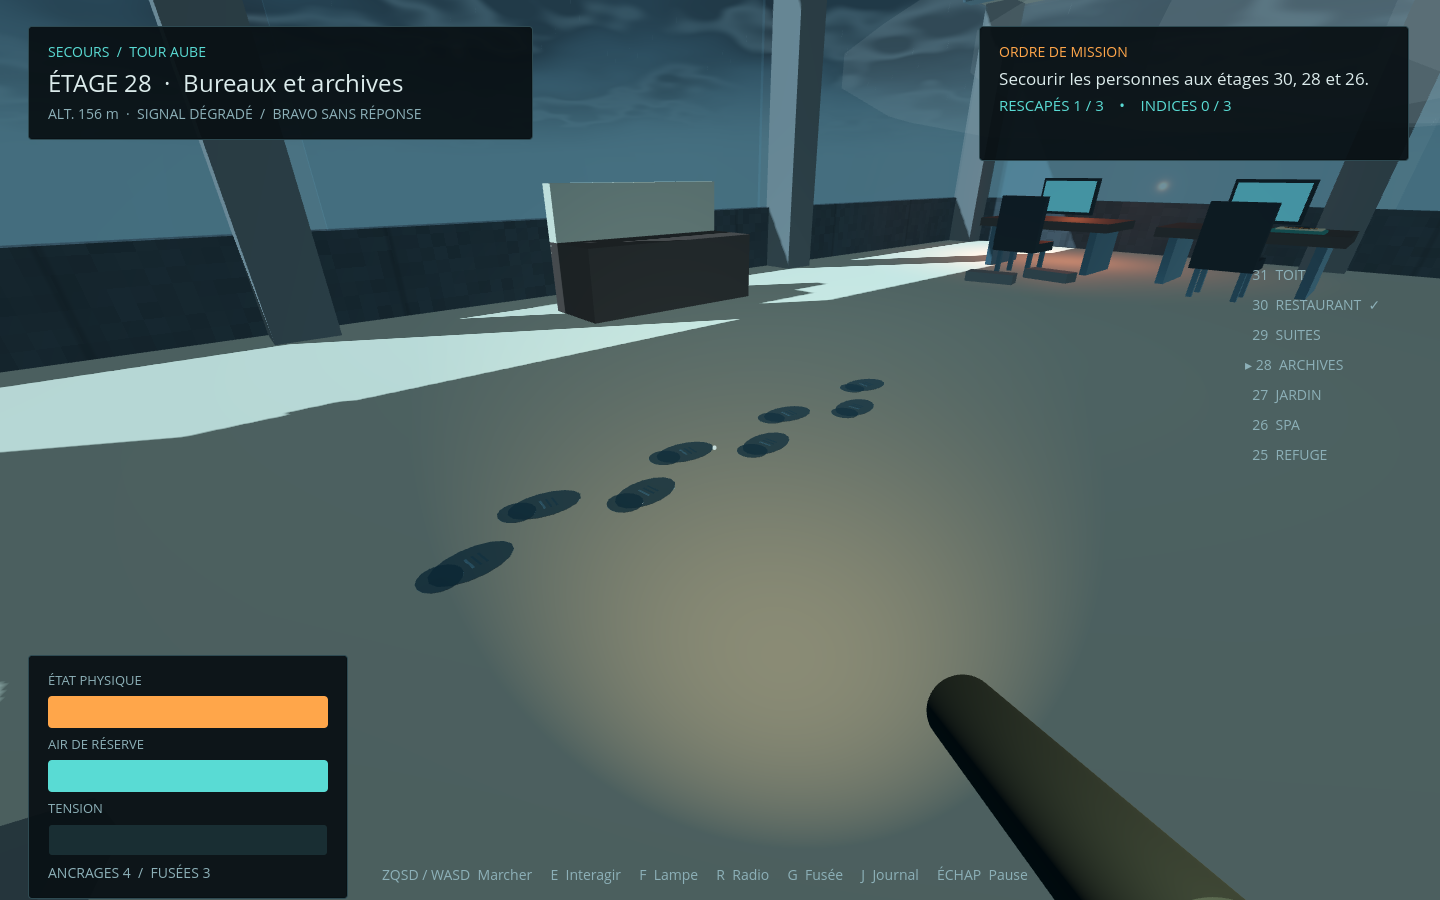 SECOURS / TOUR AUBE
ÉTAGE 28 · Bureaux et archives
ALT. 156 m · SIGNAL DÉGRADÉ / BRAVO SANS RÉPONSE
ORDRE DE MISSION
Secourir les personnes aux étages 30, 28 et 26.
RESCAPÉS 1 / 3 • INDICES 0 / 3
31 TOIT
30 RESTAURANT ✓
29 SUITES
▸ 28 ARCHIVES
27 JARDIN
26 SPA
25 REFUGE
ÉTAT PHYSIQUE
AIR DE RÉSERVE
TENSION
ANCRAGES 4 / FUSÉES 3
ZQSD / WASD Marcher E Interagir F Lampe R Radio G Fusée J Journal ÉCHAP Pause